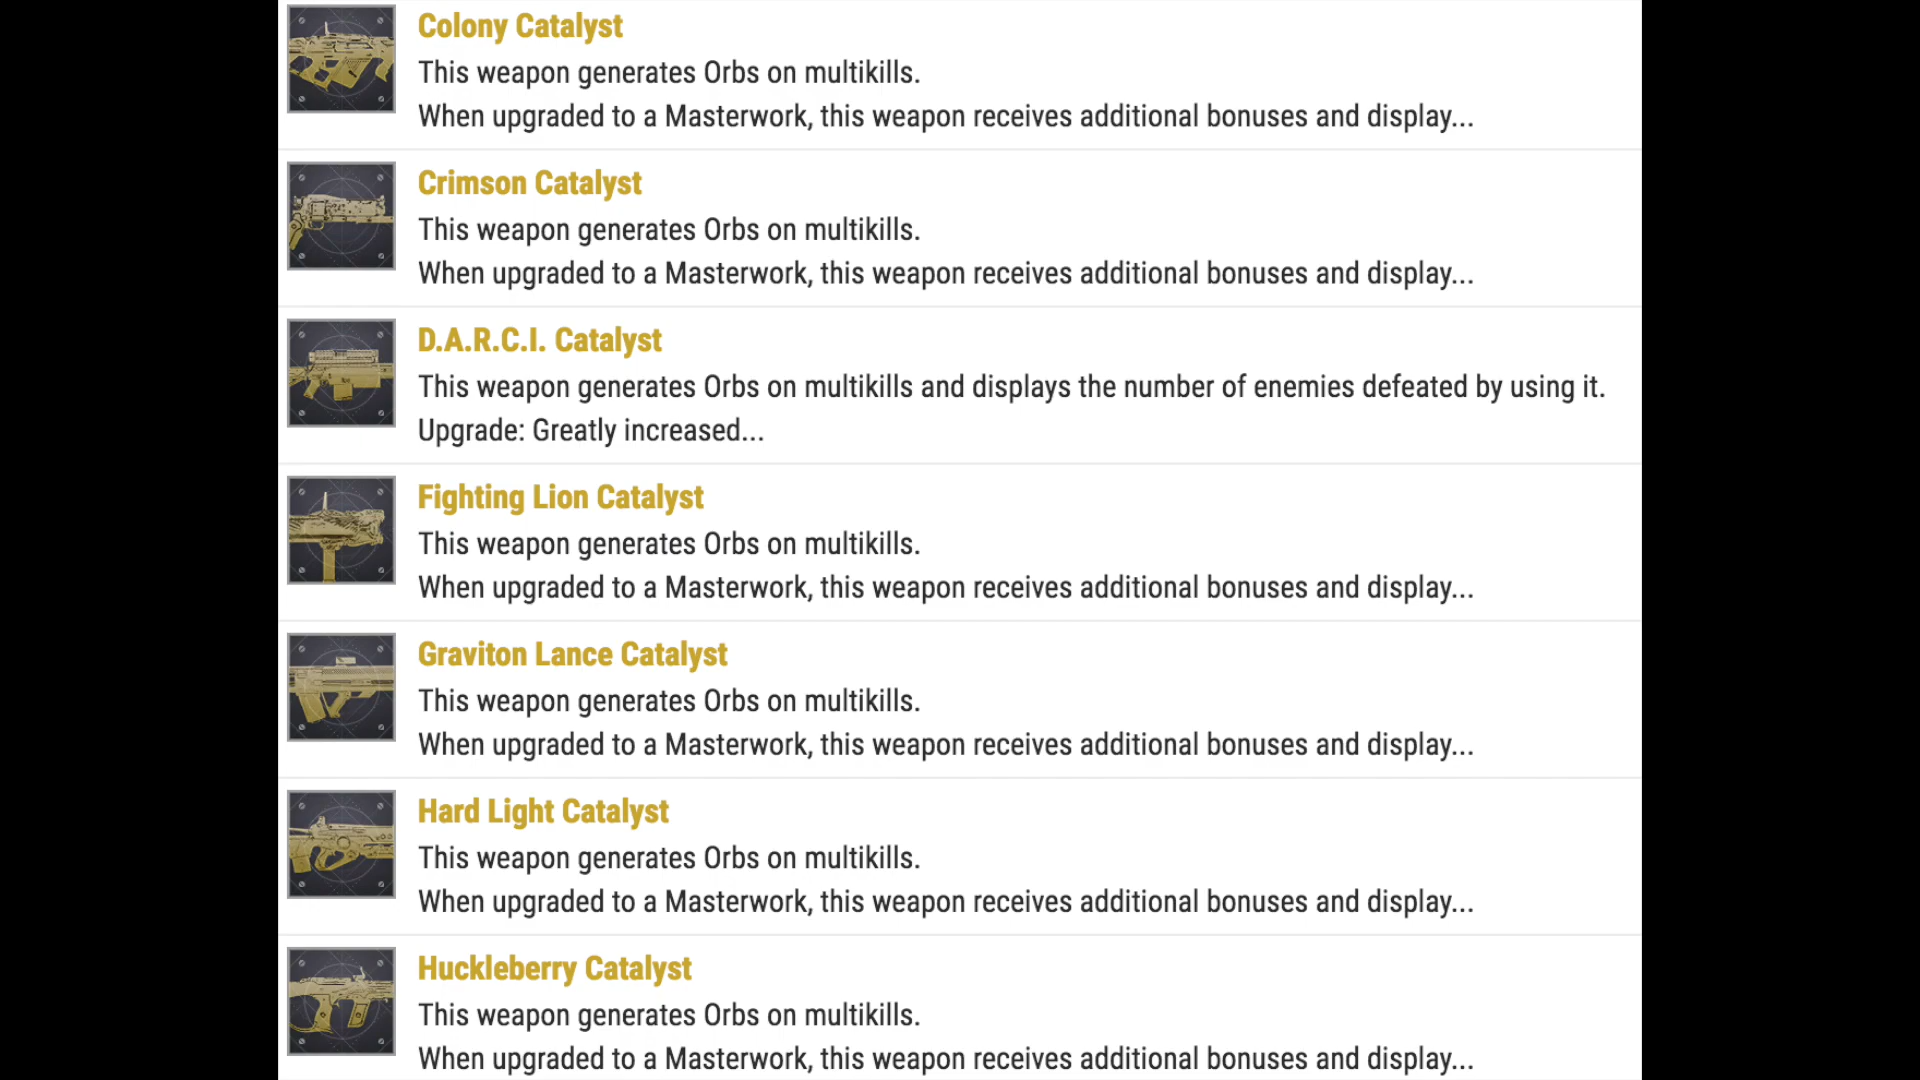 Colony Catalyst
This weapon generates Orbs on multikills.
When upgraded to a Masterwork, this weapon receives additional bonuses and display...
Crimson Catalyst
This weapon generates Orbs on multikills.
When upgraded to a Masterwork, this weapon receives additional bonuses and display...
D.A.R.C.I. Catalyst
This weapon generates Orbs on multikills and displays the number of enemies defeated by using it.
Upgrade: Greatly increased...
Fighting Lion Catalyst
This weapon generates Orbs on multikills.
When upgraded to a Masterwork, this weapon receives additional bonuses and display...
Graviton Lance Catalyst
This weapon generates Orbs on multikills.
When upgraded to a Masterwork, this weapon receives additional bonuses and display...
Hard Light Catalyst
This weapon generates Orbs on multikills.
When upgraded to a Masterwork, this weapon receives additional bonuses and display...
Huckleberry Catalyst
This weapon generates Orbs on multikills.
When upgraded to a Masterwork, this weapon receives additional bonuses and display...